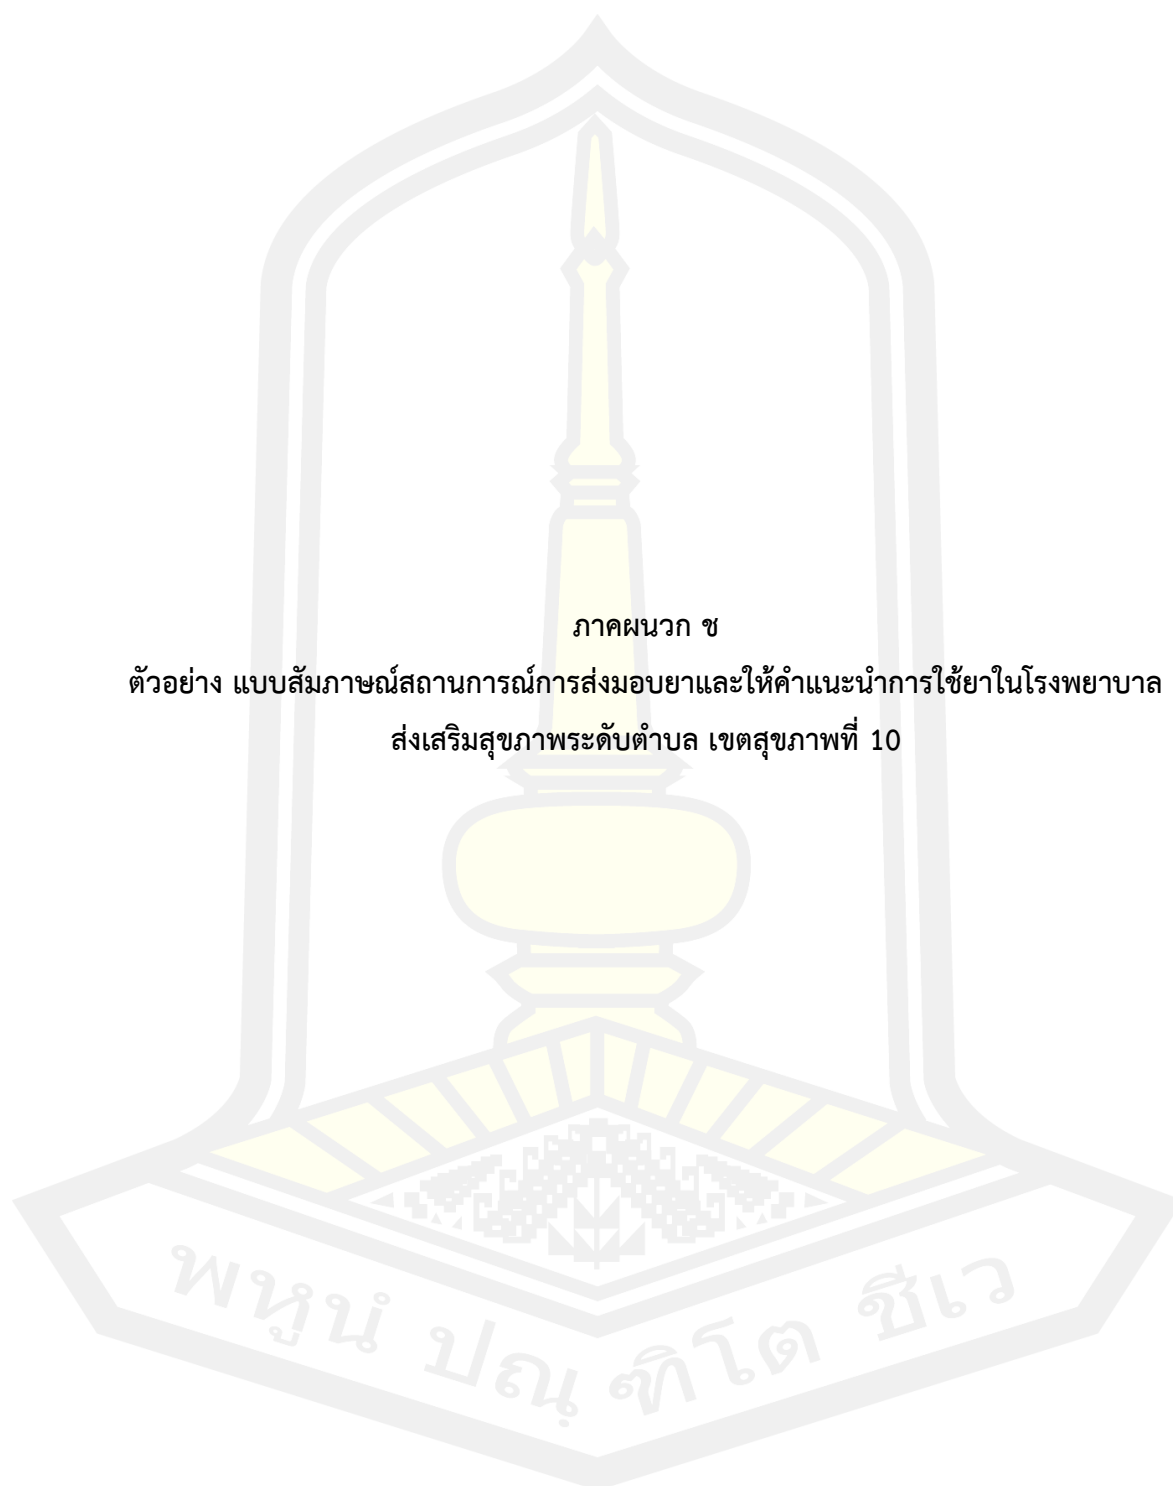 ภาคผนวก ช
ตัวอย่าง แบบสัมภาษณ์สถานการณ์การส่งมอบยาและให้คำแนะนำการใช้ยาในโรงพยาบาล
ส่งเสริมสุขภาพระดับตำบล เขตสุขภาพที่ 10
พหูนํ ปณฺฑิโต ชีเว